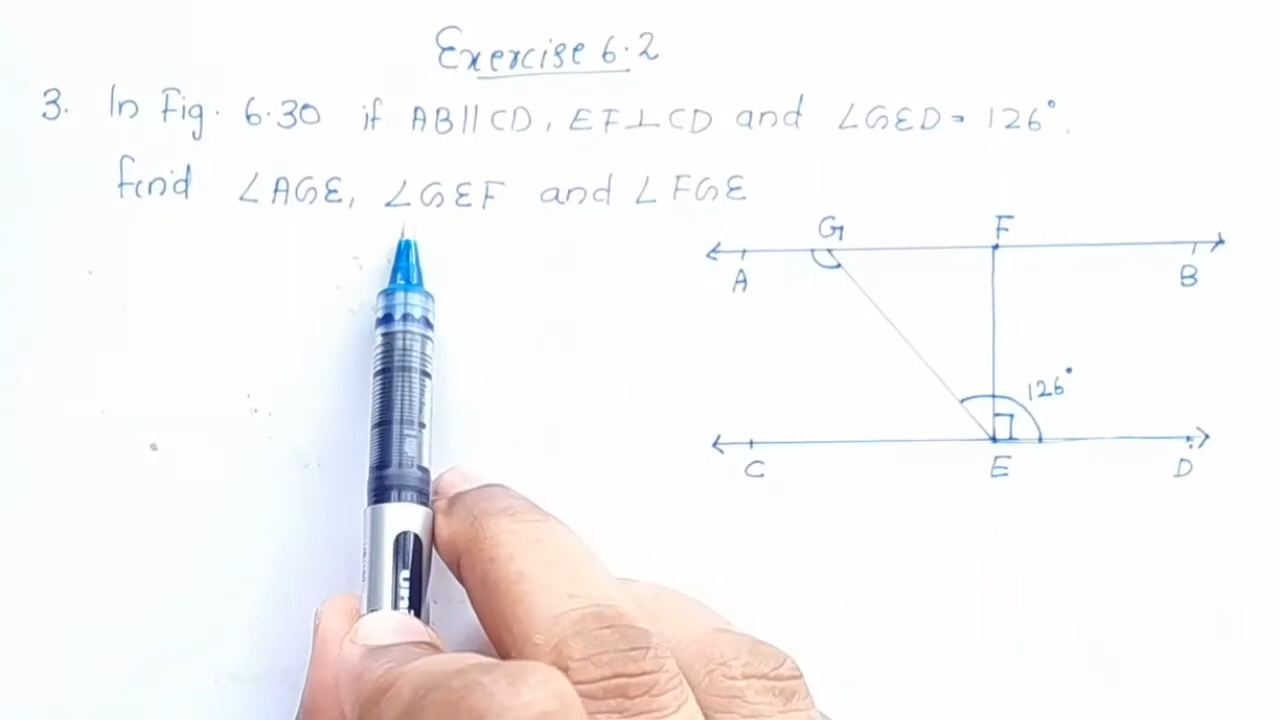 Exercise 6.2
3. In Fig. 6.30 if AB||CD, EF⊥CD and ∠GED = 126°.
find ∠AGE, ∠GEF and ∠FGE
G F
A B
126°
C E D